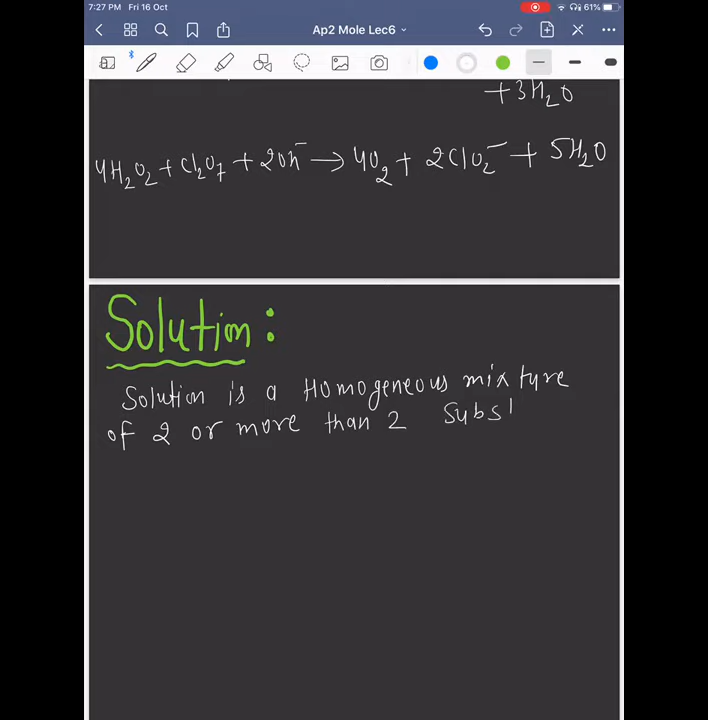 7:27 PM Fri 16 Oct 61%
Ap2 Mole Lec6
+3H₂O
4H₂O₂ + Cl₂O₇ + 2OH⁻ → 4O₂ + 2ClO₂⁻ + 5H₂O
Solution :
Solution is a Homogeneous mixture
of 2 or more than 2 Subst